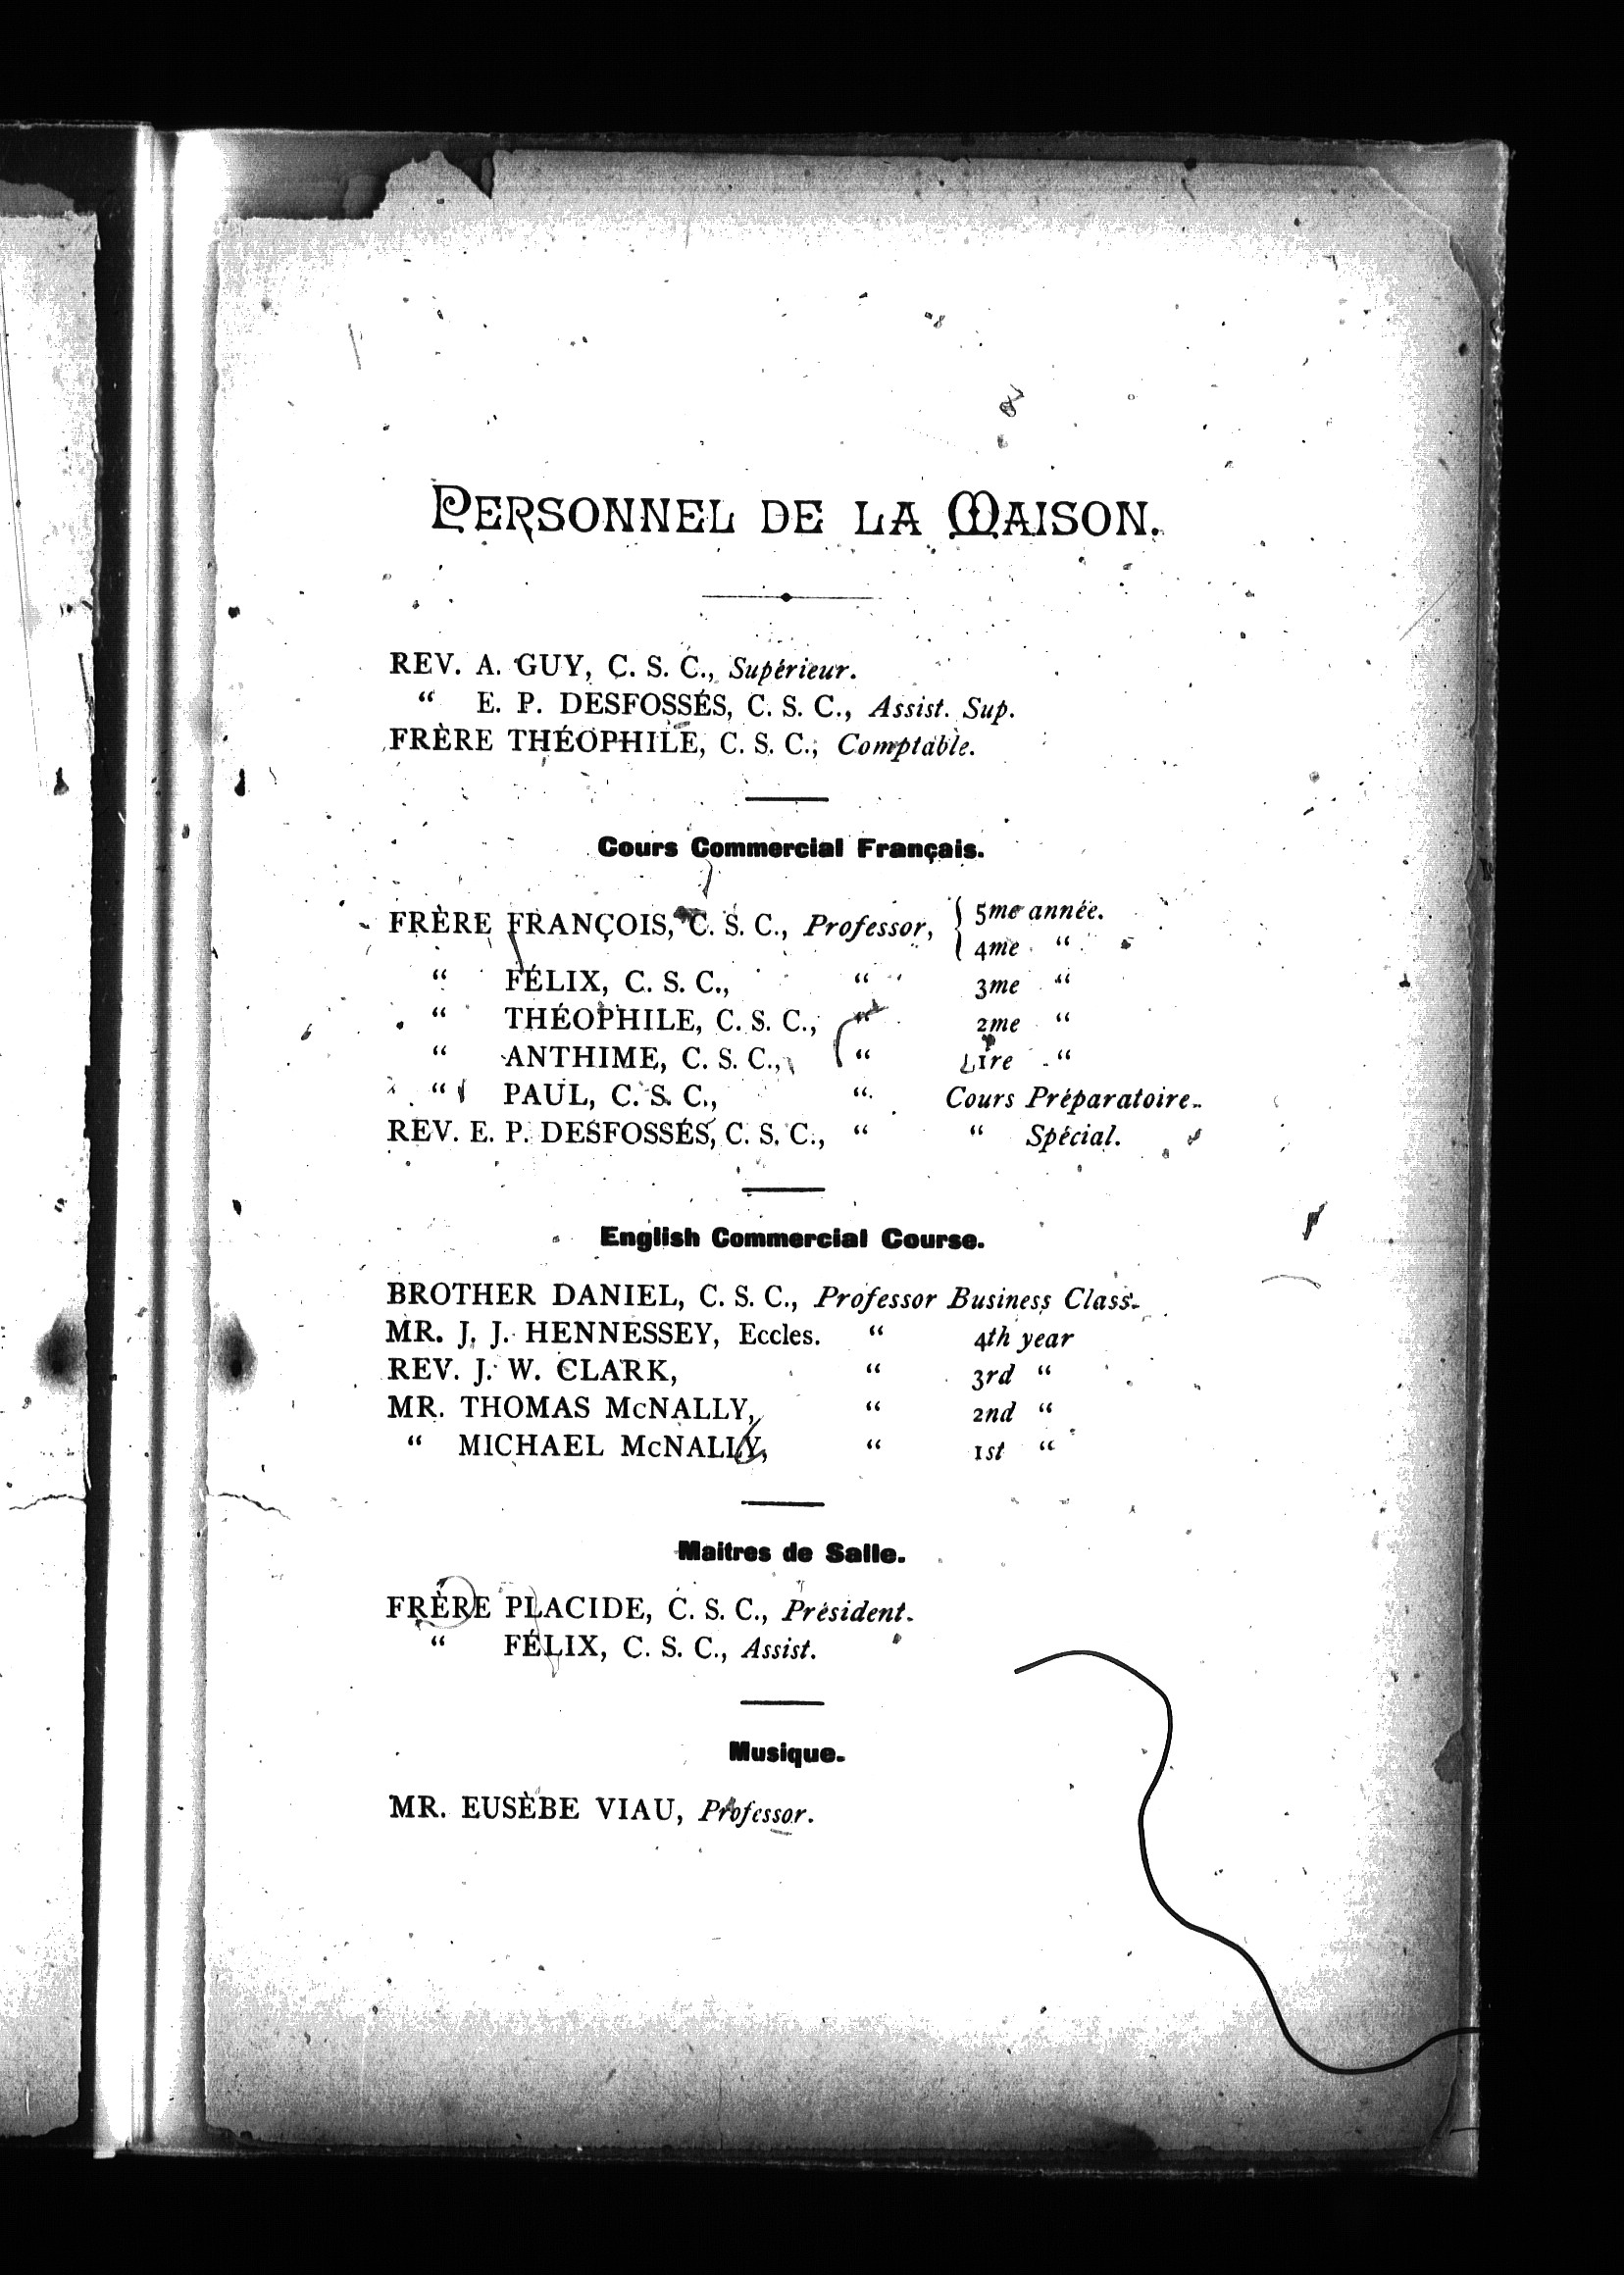 PERSONNEL DE LA MAISON.
REV. A. GUY, C. S. C., Supérieur.
“ E. P. DESFOSSÉS, C. S. C., Assist. Sup.
FRÈRE THÉOPHILE, C. S. C., Comptable.
Cours Commercial Français.
FRÈRE FRANÇOIS, C. S. C., Professor, { 5me année.
{ 4me “
“ FÉLIX, C. S. C., “ 3me “
“ THÉOPHILE, C. S. C., “ 2me “
“ ANTHIME, C. S. C., “ 1re “
“ PAUL, C. S. C., “ Cours Préparatoire.
REV. E. P. DESFOSSÉS, C. S. C., “ “ Spécial.
English Commercial Course.
BROTHER DANIEL, C. S. C., Professor Business Class.
MR. J. J. HENNESSEY, Eccles. “ 4th year
REV. J. W. CLARK, “ 3rd “
MR. THOMAS McNALLY, “ 2nd “
“ MICHAEL McNALLY, “ 1st “
Maitres de Salle.
FRÈRE PLACIDE, C. S. C., Président.
“ FÉLIX, C. S. C., Assist.
Musique.
MR. EUSÈBE VIAU, Professor.